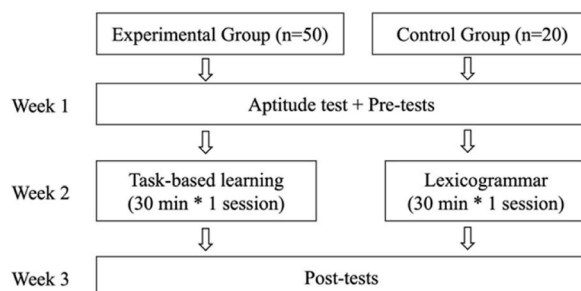 Experimental Group (n=50)
Control Group (n=20)
Week 1
Aptitude test + Pre-tests
Week 2
Task-based learning
(30 min * 1 session)
Lexicogrammar
(30 min * 1 session)
Week 3
Post-tests